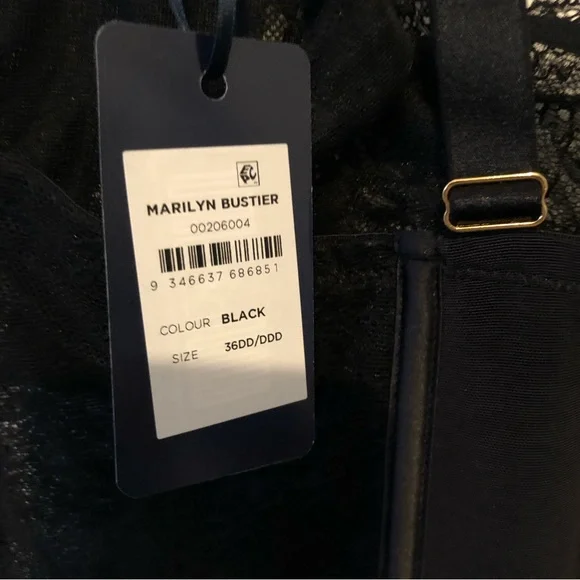 MARILYN BUSTIER
00206004
9 346637 686851
COLOUR BLACK
SIZE 36DD/DDD